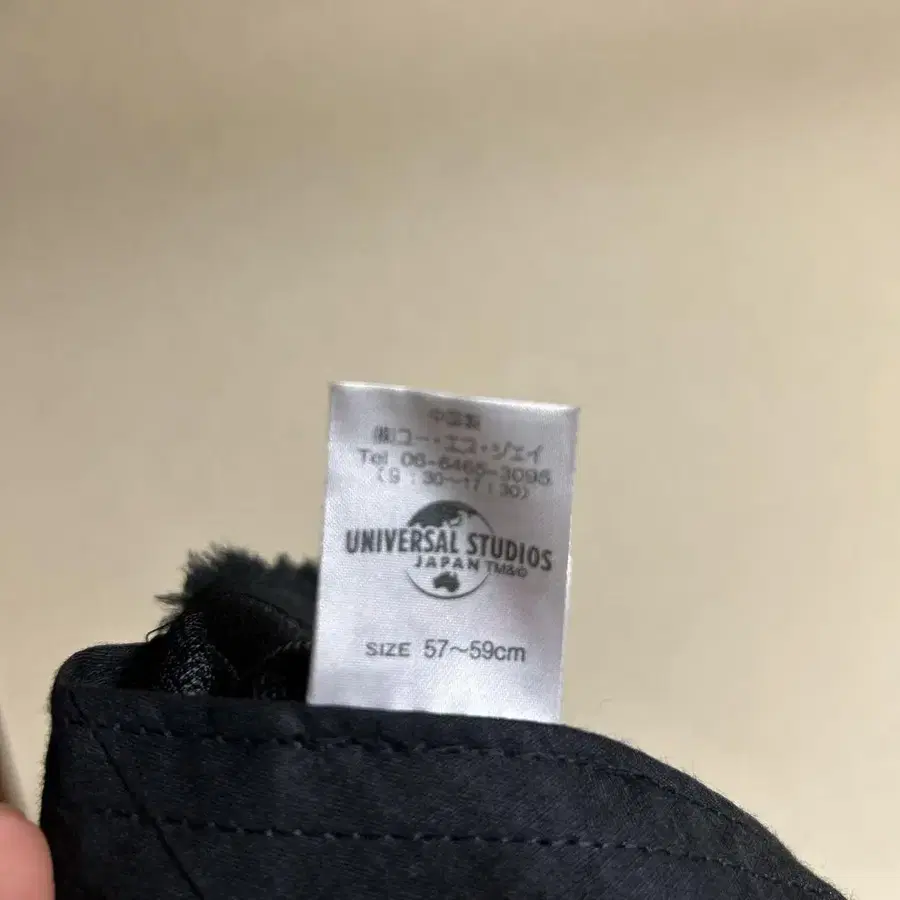 中国製
㈱ユー・エス・ジェイ
Tel 06-6465-3095
(9:30～17:30)
UNIVERSAL STUDIOS
JAPAN TM&©
SIZE 57～59cm